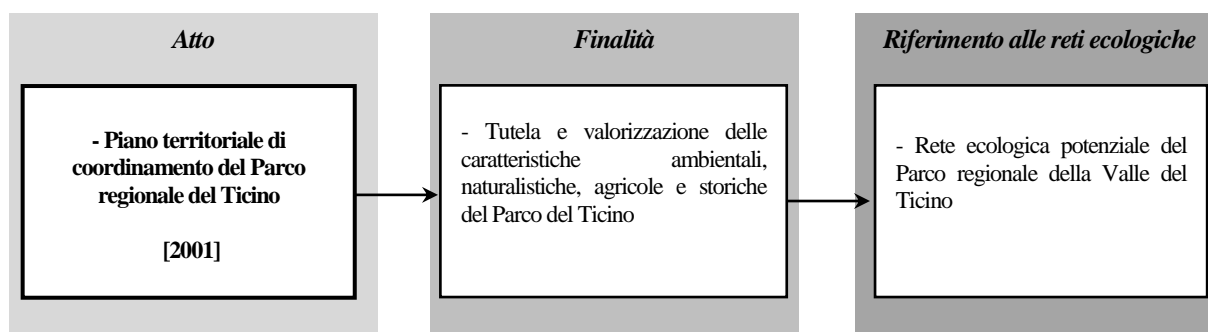 Atto
- Piano territoriale di
coordinamento del Parco
regionale del Ticino
[2001]
Finalità
- Tutela e valorizzazione delle
caratteristiche ambientali,
naturalistiche, agricole e storiche
del Parco del Ticino
Riferimento alle reti ecologiche
- Rete ecologica potenziale del
Parco regionale della Valle del
Ticino